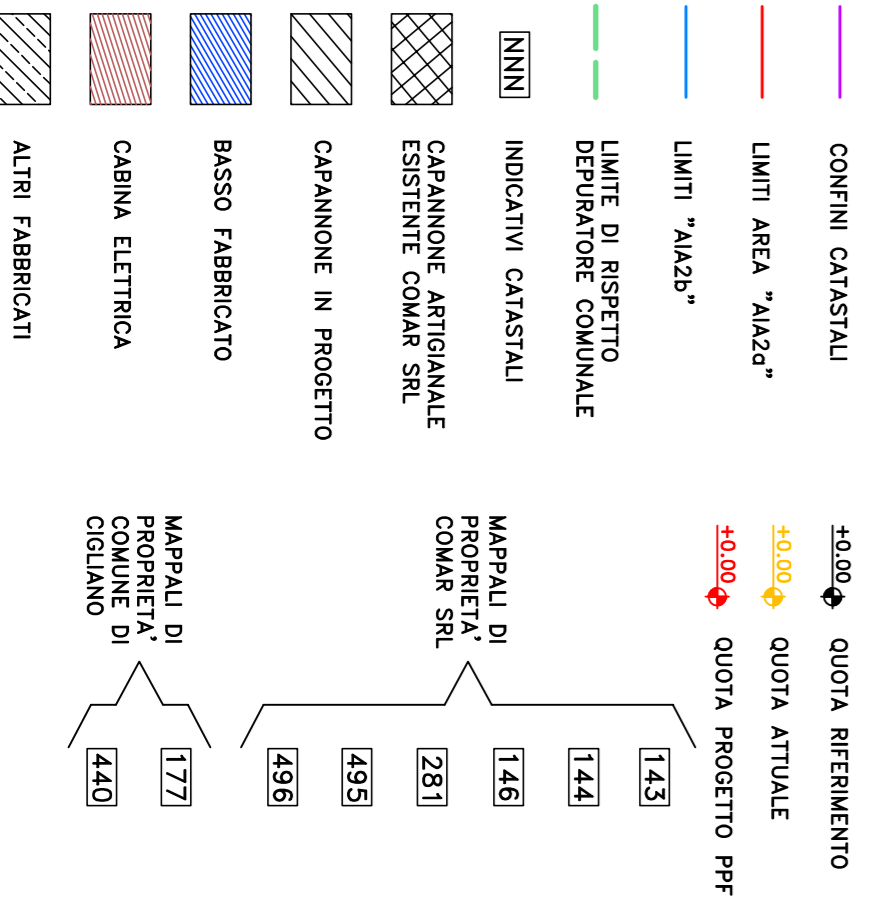 CONFINI CATASTALI
LIMITI AREA "AIA2a"
LIMITI "AIA2b"
LIMITE DI RISPETTO
DEPURATORE COMUNALE
NNN
INDICATIVI CATASTALI
CAPANNONE ARTIGIANALE
ESISTENTE COMAR SRL
CAPANNONE IN PROGETTO
BASSO FABBRICATO
CABINA ELETTRICA
ALTRI FABBRICATI
+0.00 QUOTA RIFERIMENTO
+0.00 QUOTA ATTUALE
+0.00 QUOTA PROGETTO PPF
MAPPALI DI
PROPRIETA'
COMAR SRL
143
144
146
281
495
496
MAPPALI DI
PROPRIETA'
COMUNE DI
CIGLIANO
177
440